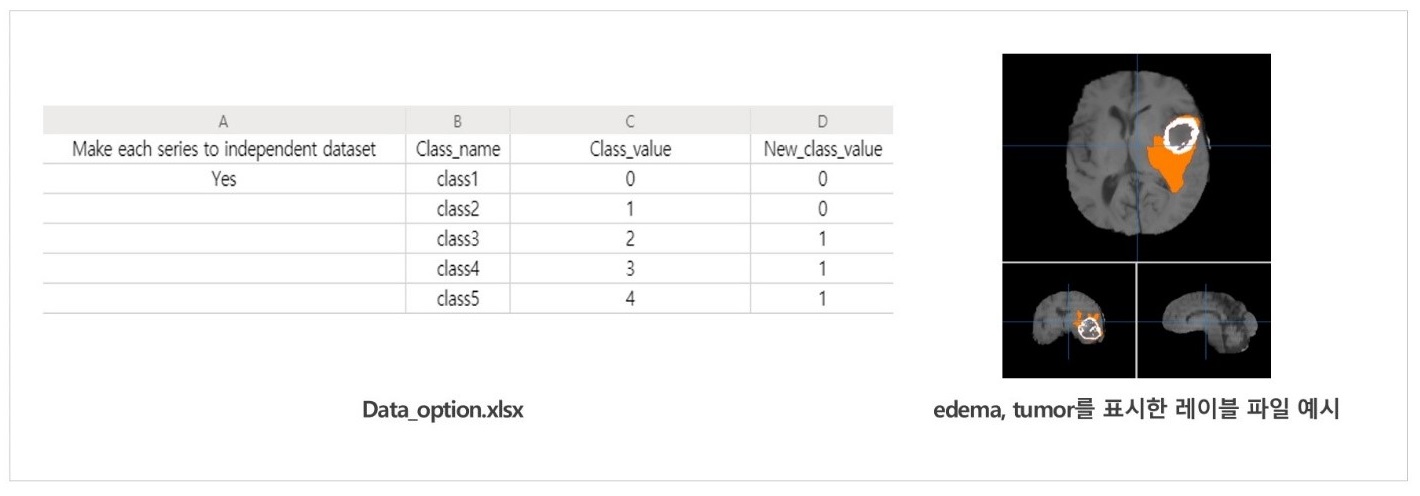 A B C D
Make each series to independent dataset Class_name Class_value New_class_value
Yes class1 0 0
class2 1 0
class3 2 1
class4 3 1
class5 4 1
Data_option.xlsx
edema, tumor를 표시한 레이블 파일 예시